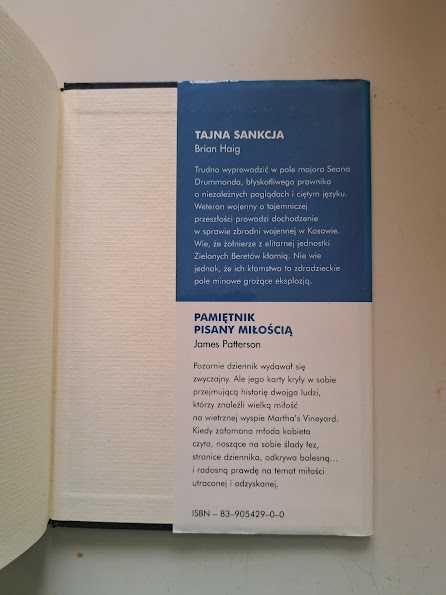 TAJNA SANKCJA
Brian Haig
Trudno wyprowadzić w pole majora Seana
Drummonda, błyskotliwego prawnika
o niezależnych poglądach i ciętym języku.
Weteran wojenny o tajemniczej
przeszłości prowadzi dochodzenie
w sprawie zbrodni wojennej w Kosowie.
Wie, że żołnierze z elitarnej jednostki
Zielonych Beretów kłamią. Nie wie
jednak, że ich kłamstwo to zdradzieckie
pole minowe grożące eksplozją.
PAMIĘTNIK
PISANY MIŁOŚCIĄ
James Patterson
Pozornie dziennik wydawał się
zwyczajny. Ale jego karty kryły w sobie
przejmującą historię dwojga ludzi,
którzy znaleźli wielką miłość
na wietrznej wyspie Martha's Vineyard.
Kiedy załamana młoda kobieta
czyta, noszące na sobie ślady łez,
stronice dziennika, odkrywa bolesną...
i radosną prawdę na temat miłości
utraconej i odzyskanej.
ISBN – 83–905429–0–0